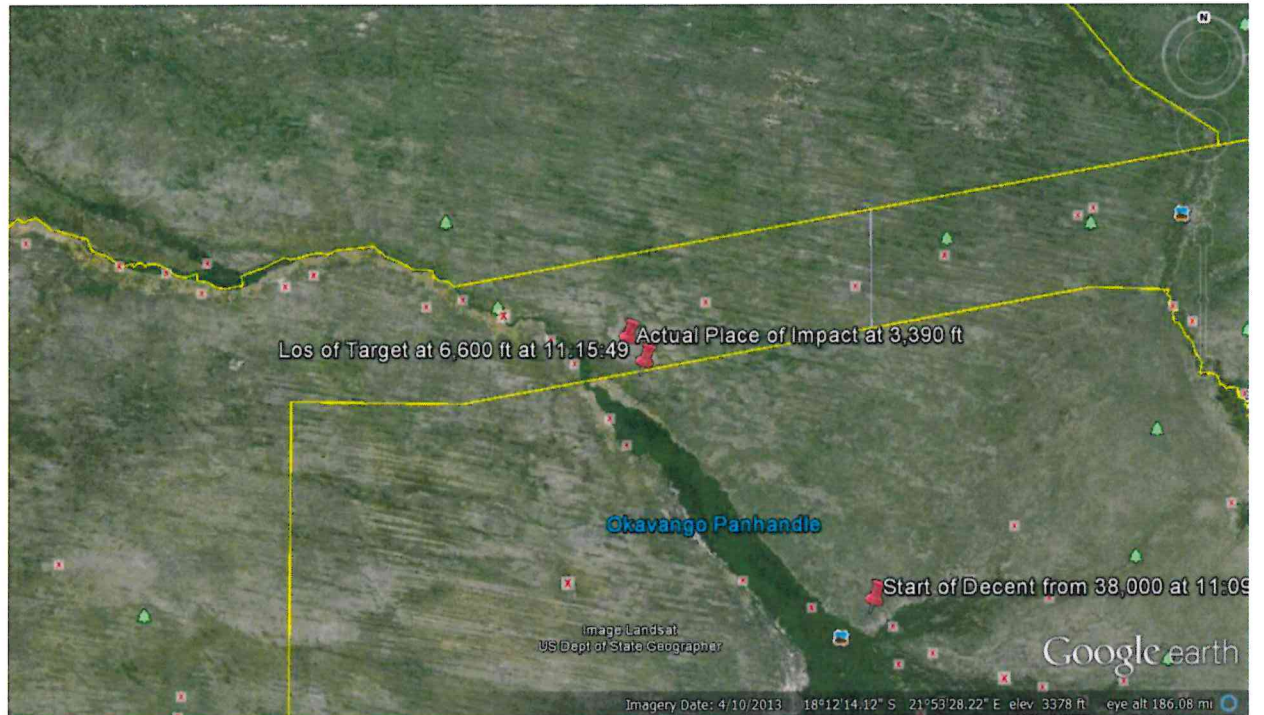 N
Actual Place of Impact at 3,390 ft
Los of Target at 6,600 ft at 11.15:49
Okavango Panhandle
Start of Decent from 38,000 at 11:09
Image Landsat
US Dept of State Geographer
Google earth
Imagery Date: 4/10/2013 18°12'14.12" S 21°53'28.22" E elev 3378 ft eye alt 186.08 mi